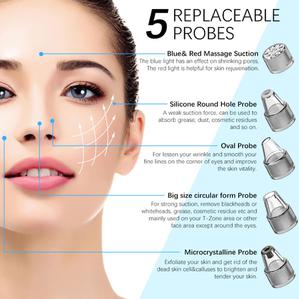 5 REPLACEABLE
PROBES
Blue& Red Massage Suction
The blue light has an effect on shrinking pores.
The red light is helpful for skin rejuvenation.
Silicone Round Hole Probe
A weak suction force, can be used to
absorb grease, dust, cosmetic residues
and so on.
Oval Probe
For lessen your wrinkle and smooth your
fine lines on the corner of eyes and improve
the skin vitality.
Big size circular form Probe
For strong suction, remove blackheads or
whiteheads, grease, cosmetic residue etc and
mainly used on your T-Zone area or other
face area except around the eyes.
Microcrystalline Probe
Exfoliate your skin and get rid of the
dead skin cell&calluses to brighten and
tender your skin.